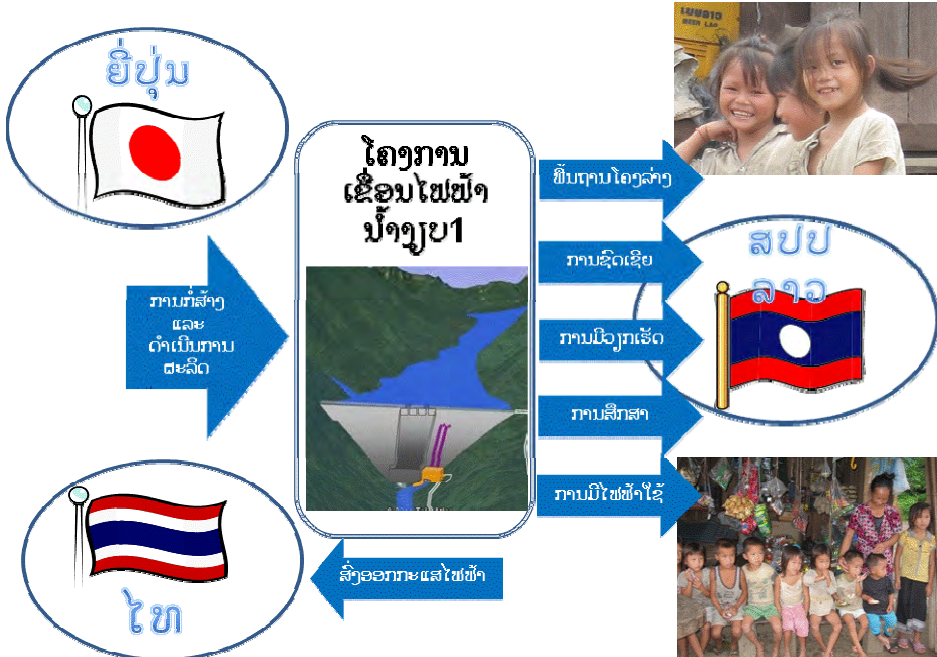 ຍີ່ປຸ່ນ
ໂຄງການ
ເຂື່ອນໄຟຟ້າ
ນ້ຳງຽບ1
ການກໍ່ສ້າງ
ແລະ
ດຳເນີນການ
ຜະລິດ
ພື້ນຖານໂຄງລ່າງ
ການຊົດເຊີຍ
ການມີວຽກເຮັດ
ການສຶກສາ
ການມີໄຟຟ້າໃຊ້
ສປປ
ລາວ
ສົ່ງອອກກະແສໄຟຟ້າ
ໄທ
BEER LAO